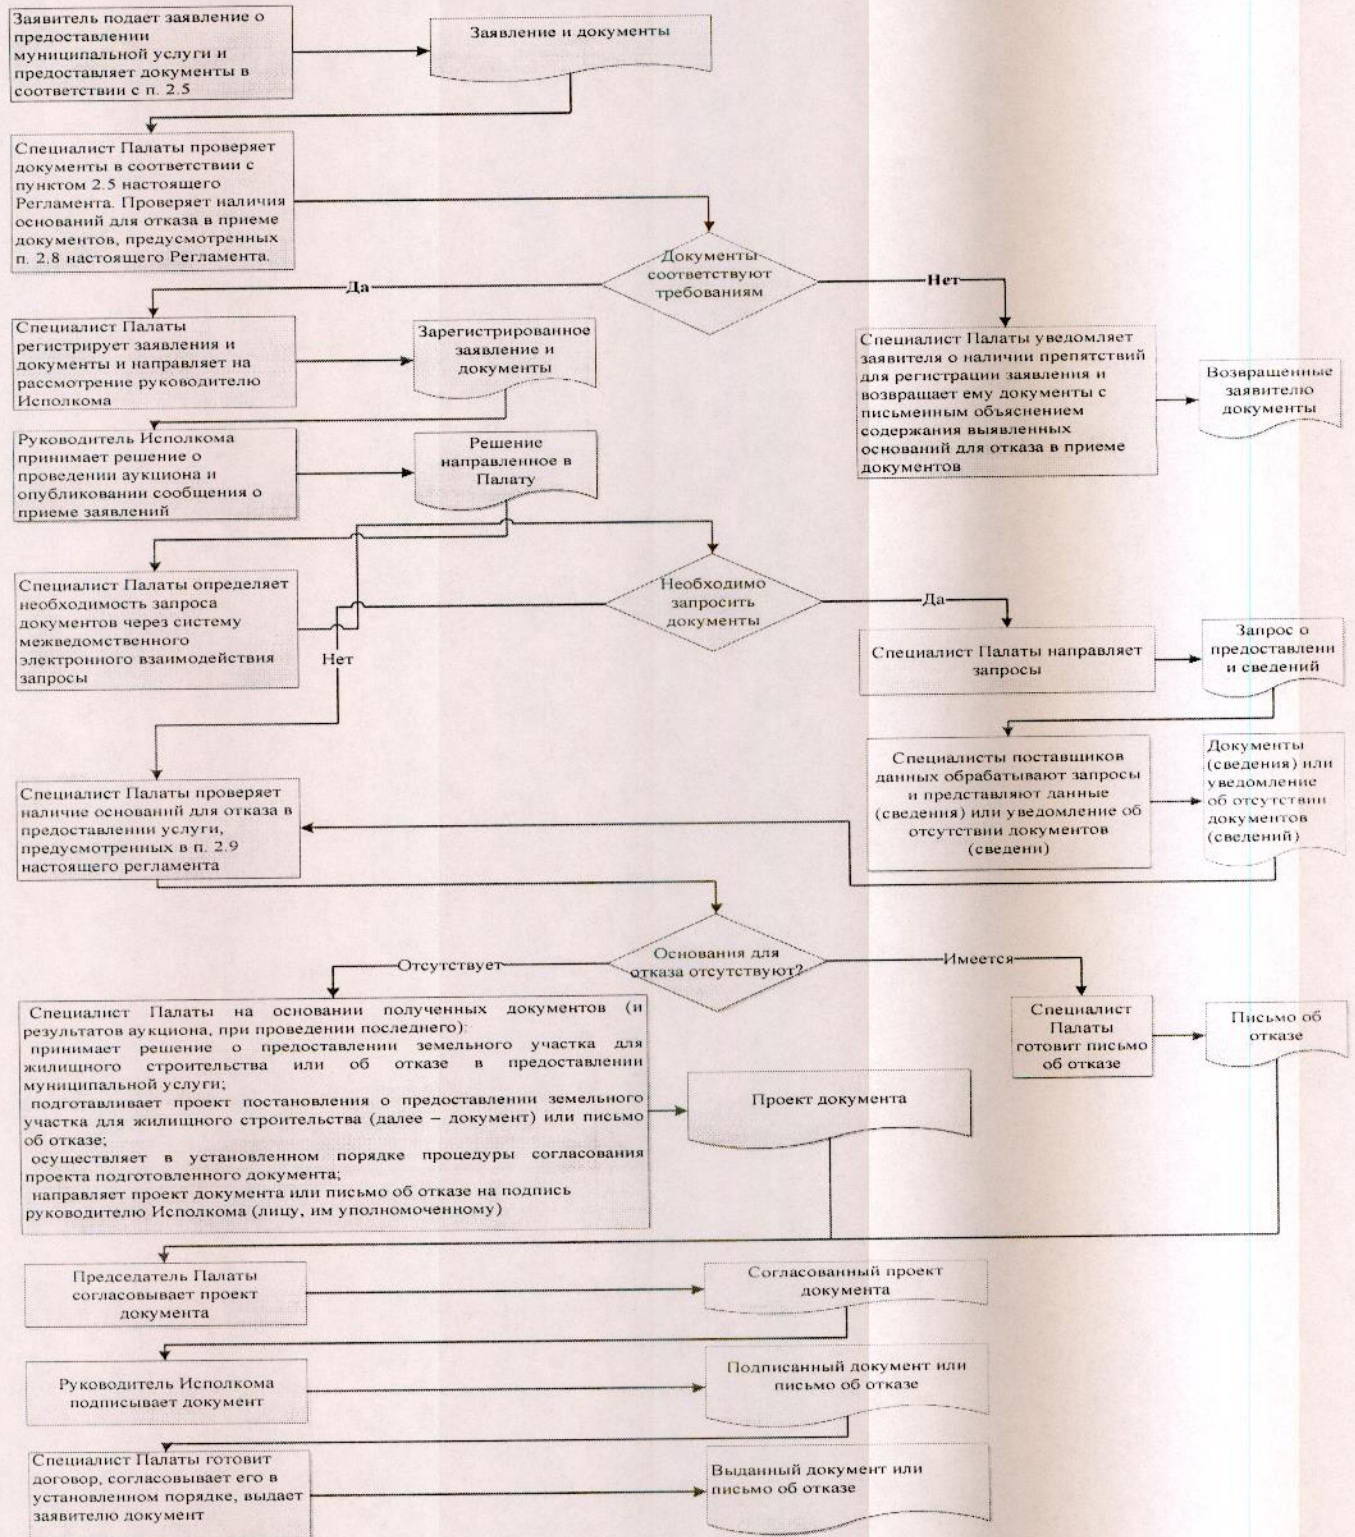 Заявитель подает заявление о
предоставлении
муниципальной услуги и
предоставляет документы в
соответствии с п. 2.5
Заявление и документы
Специалист Палаты проверяет
документы в соответствии с
пунктом 2.5 настоящего
Регламента. Проверяет наличия
оснований для отказа в приеме
документов, предусмотренных
п. 2.8 настоящего Регламента.
Документы
соответствуют
требованиям
Да
Нет
Специалист Палаты
регистрирует заявления и
документы и направляет на
рассмотрение руководителю
Исполкома
Зарегистрированное
заявление и
документы
Специалист Палаты уведомляет
заявителя о наличии препятствий
для регистрации заявления и
возвращает ему документы с
письменным объяснением
содержания выявленных
оснований для отказа в приеме
документов
Возвращенные
заявителю
документы
Руководитель Исполкома
принимает решение о
проведении аукциона и
опубликовании сообщения о
приеме заявлений
Решение
направленное в
Палату
Специалист Палаты определяет
необходимость запроса
документов через систему
межведомственного
электронного взаимодействия
запросы
Необходимо
запросить
документы
Да
Нет
Специалист Палаты направляет
запросы
Запрос о
предоставлени
и сведений
Специалисты поставщиков
данных обрабатывают запросы
и представляют данные
(сведения) или уведомление об
отсутствии документов
(сведени)
Документы
(сведения) или
уведомление
об отсутствии
документов
(сведений)
Специалист Палаты проверяет
наличие оснований для отказа в
предоставлении услуги,
предусмотренных в п. 2.9
настоящего регламента
Основания для
отказа отсутствуют?
Отсутствует
Имеется
Специалист Палаты на основании полученных документов (и
результатов аукциона, при проведении последнего):
принимает решение о предоставлении земельного участка для
жилищного строительства или об отказе в предоставлении
муниципальной услуги;
подготавливает проект постановления о предоставлении земельного
участка для жилищного строительства (далее – документ) или письмо
об отказе;
осуществляет в установленном порядке процедуры согласования
проекта подготовленного документа;
направляет проект документа или письмо об отказе на подпись
руководителю Исполкома (лицу, им уполномоченному)
Проект документа
Специалист
Палаты
готовит письмо
об отказе
Письмо об
отказе
Председатель Палаты
согласовывает проект
документа
Согласованный проект
документа
Руководитель Исполкома
подписывает документ
Подписанный документ или
письмо об отказе
Специалист Палаты готовит
договор, согласовывает его в
установленном порядке, выдает
заявителю документ
Выданный документ или
письмо об отказе